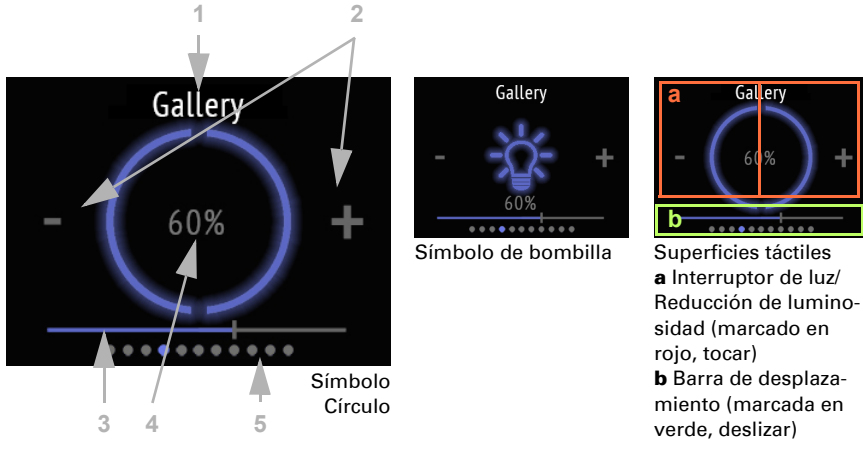 1
2
Gallery
-
60%
+
Símbolo
Círculo
3
4
5
Gallery
-
+
60%
Símbolo de bombilla
a
Gallery
-
60%
+
b
Superficies táctiles
a Interruptor de luz/
Reducción de lumino-
sidad (marcado en
rojo, tocar)
b Barra de desplaza-
miento (marcada en
verde, deslizar)